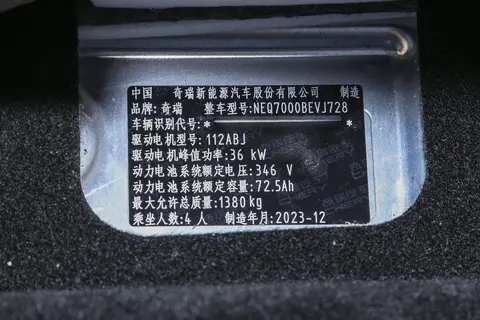 中国 奇瑞新能源汽车股份有限公司 制造
品牌:奇瑞 整车型号:NEQ7000BEVJ728
车辆识别代号:*
驱动电机型号:112ABJ
驱动电机峰值功率:36 kW
动力电池系统额定电压:346 V
动力电池系统额定容量:72.5Ah
最大允许总质量:1380kg
乘坐人数:4 人 制造年月:2023-12